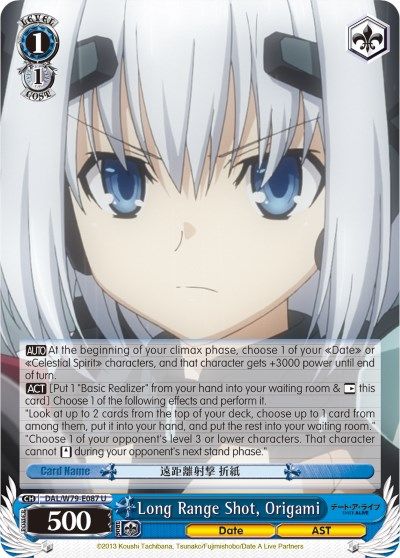 LEVEL
1
1
COST
[AUTO] At the beginning of your climax phase, choose 1 of your «Date» or
«Celestial Spirit» characters, and that character gets +3000 power until end
of turn.
[ACT] [Put 1 "Basic Realizer" from your hand into your waiting room & this
card] Choose 1 of the following effects and perform it.
"Look at up to 2 cards from the top of your deck, choose up to 1 card from
among them, put it into your hand, and put the rest into your waiting room."
"Choose 1 of your opponent's level 3 or lower characters. That character
cannot during your opponent's next stand phase."
Card Name 遠距離射撃 折紙
CD DAL/W79-E087 U
500
Long Range Shot, Origami
デート・ア・ライブ
DATE A LIVE
Date AST
©2013 Koushi Tachibana, Tsunako/Fujimishobo/Date A Live Partners